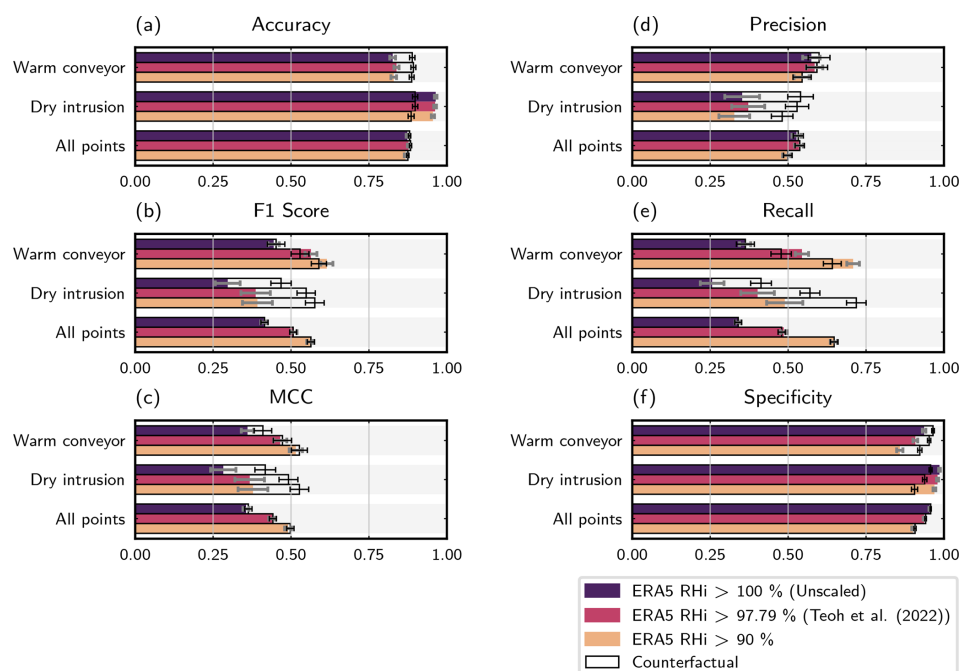 (a) Accuracy
Warm conveyor
Dry intrusion
All points
0.00 0.25 0.50 0.75 1.00
(b) F1 Score
Warm conveyor
Dry intrusion
All points
0.00 0.25 0.50 0.75 1.00
(c) MCC
Warm conveyor
Dry intrusion
All points
0.00 0.25 0.50 0.75 1.00
(d) Precision
Warm conveyor
Dry intrusion
All points
0.00 0.25 0.50 0.75 1.00
(e) Recall
Warm conveyor
Dry intrusion
All points
0.00 0.25 0.50 0.75 1.00
(f) Specificity
Warm conveyor
Dry intrusion
All points
0.00 0.25 0.50 0.75 1.00
ERA5 RHi > 100 % (Unscaled)
ERA5 RHi > 97.79 % (Teoh et al. (2022))
ERA5 RHi > 90 %
Counterfactual